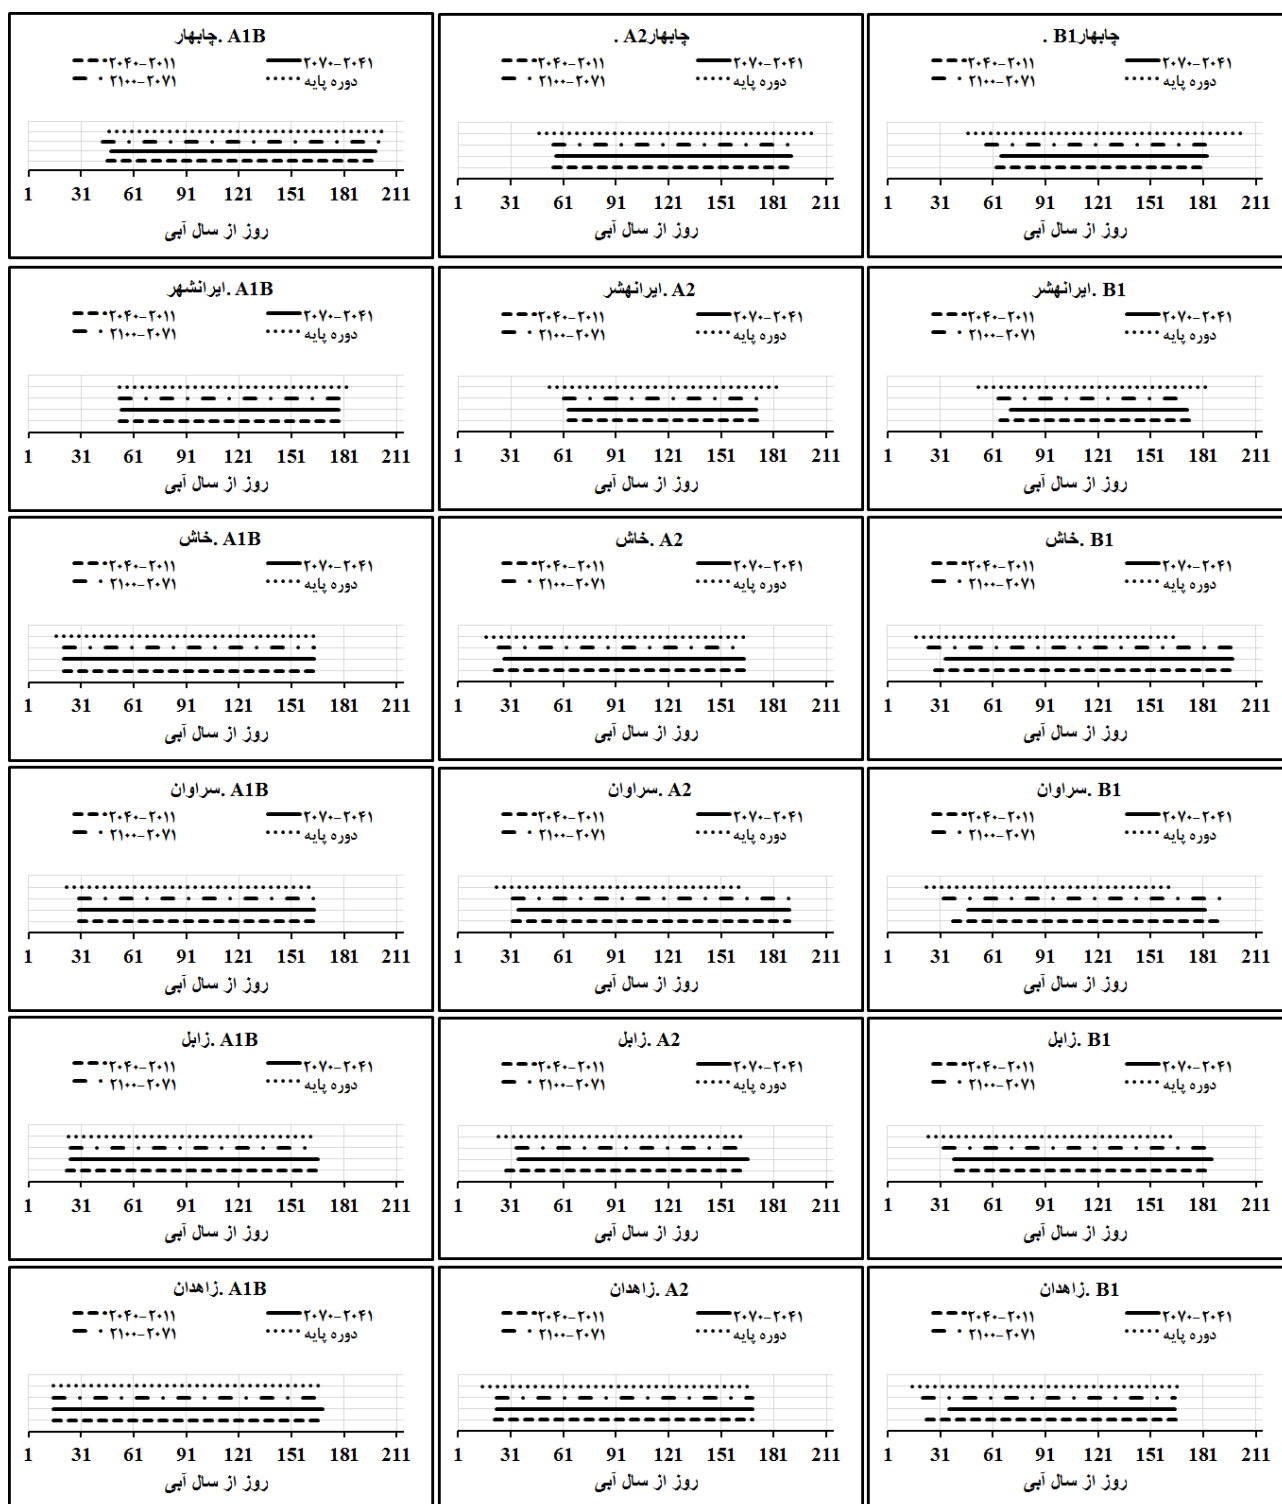 A1B .چابهار
۲۰۴۰-۲۰۱۱ ۲۰۷۰-۲۰۴۱
۲۱۰۰-۲۰۷۱ دوره پایه
1 31 61 91 121 151 181 211
روز از سال آبی
چابهارA2 .
۲۰۴۰-۲۰۱۱ ۲۰۷۰-۲۰۴۱
۲۱۰۰-۲۰۷۱ دوره پایه
1 31 61 91 121 151 181 211
روز از سال آبی
چابهارB1 .
۲۰۴۰-۲۰۱۱ ۲۰۷۰-۲۰۴۱
۲۱۰۰-۲۰۷۱ دوره پایه
1 31 61 91 121 151 181 211
روز از سال آبی
A1B .ایرانشهر
۲۰۴۰-۲۰۱۱ ۲۰۷۰-۲۰۴۱
۲۱۰۰-۲۰۷۱ دوره پایه
1 31 61 91 121 151 181 211
روز از سال آبی
A2 .ایرانهشر
۲۰۴۰-۲۰۱۱ ۲۰۷۰-۲۰۴۱
۲۱۰۰-۲۰۷۱ دوره پایه
1 31 61 91 121 151 181 211
روز از سال آبی
B1 .ایرانهشر
۲۰۴۰-۲۰۱۱ ۲۰۷۰-۲۰۴۱
۲۱۰۰-۲۰۷۱ دوره پایه
1 31 61 91 121 151 181 211
روز از سال آبی
A1B .خاش
۲۰۴۰-۲۰۱۱ ۲۰۷۰-۲۰۴۱
۲۱۰۰-۲۰۷۱ دوره پایه
1 31 61 91 121 151 181 211
روز از سال آبی
A2 .خاش
۲۰۴۰-۲۰۱۱ ۲۰۷۰-۲۰۴۱
۲۱۰۰-۲۰۷۱ دوره پایه
1 31 61 91 121 151 181 211
روز از سال آبی
B1 .خاش
۲۰۴۰-۲۰۱۱ ۲۰۷۰-۲۰۴۱
۲۱۰۰-۲۰۷۱ دوره پایه
1 31 61 91 121 151 181 211
روز از سال آبی
A1B .سراوان
۲۰۴۰-۲۰۱۱ ۲۰۷۰-۲۰۴۱
۲۱۰۰-۲۰۷۱ دوره پایه
1 31 61 91 121 151 181 211
روز از سال آبی
A2 .سراوان
۲۰۴۰-۲۰۱۱ ۲۰۷۰-۲۰۴۱
۲۱۰۰-۲۰۷۱ دوره پایه
1 31 61 91 121 151 181 211
روز از سال آبی
B1 .سراوان
۲۰۴۰-۲۰۱۱ ۲۰۷۰-۲۰۴۱
۲۱۰۰-۲۰۷۱ دوره پایه
1 31 61 91 121 151 181 211
روز از سال آبی
A1B .زابل
۲۰۴۰-۲۰۱۱ ۲۰۷۰-۲۰۴۱
۲۱۰۰-۲۰۷۱ دوره پایه
1 31 61 91 121 151 181 211
روز از سال آبی
A2 .زابل
۲۰۴۰-۲۰۱۱ ۲۰۷۰-۲۰۴۱
۲۱۰۰-۲۰۷۱ دوره پایه
1 31 61 91 121 151 181 211
روز از سال آبی
B1 .زابل
۲۰۴۰-۲۰۱۱ ۲۰۷۰-۲۰۴۱
۲۱۰۰-۲۰۷۱ دوره پایه
1 31 61 91 121 151 181 211
روز از سال آبی
A1B .زاهدان
۲۰۴۰-۲۰۱۱ ۲۰۷۰-۲۰۴۱
۲۱۰۰-۲۰۷۱ دوره پایه
1 31 61 91 121 151 181 211
روز از سال آبی
A2 .زاهدان
۲۰۴۰-۲۰۱۱ ۲۰۷۰-۲۰۴۱
۲۱۰۰-۲۰۷۱ دوره پایه
1 31 61 91 121 151 181 211
روز از سال آبی
B1 .زاهدان
۲۰۴۰-۲۰۱۱ ۲۰۷۰-۲۰۴۱
۲۱۰۰-۲۰۷۱ دوره پایه
1 31 61 91 121 151 181 211
روز از سال آبی